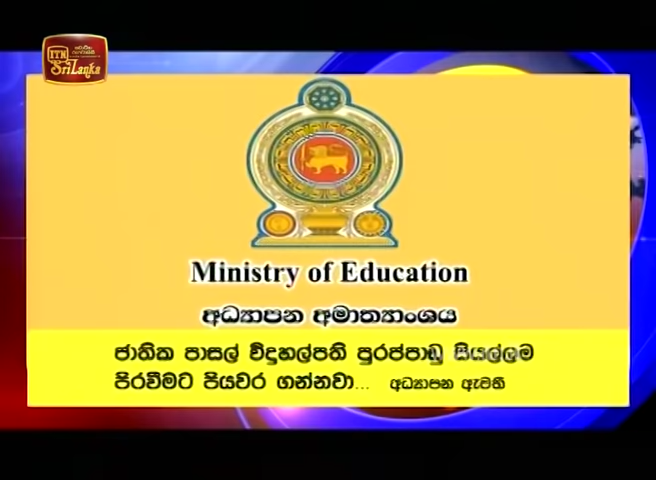 ITN
Sri Lanka
Ministry of Education
අධ්‍යාපන අමාත්‍යාංශය
ජාතික පාසල් විදුහල්පති පුරප්පාඩු සියල්ලම
පිරවීමට පියවර ගන්නවා... අධ්‍යාපන ඇමති